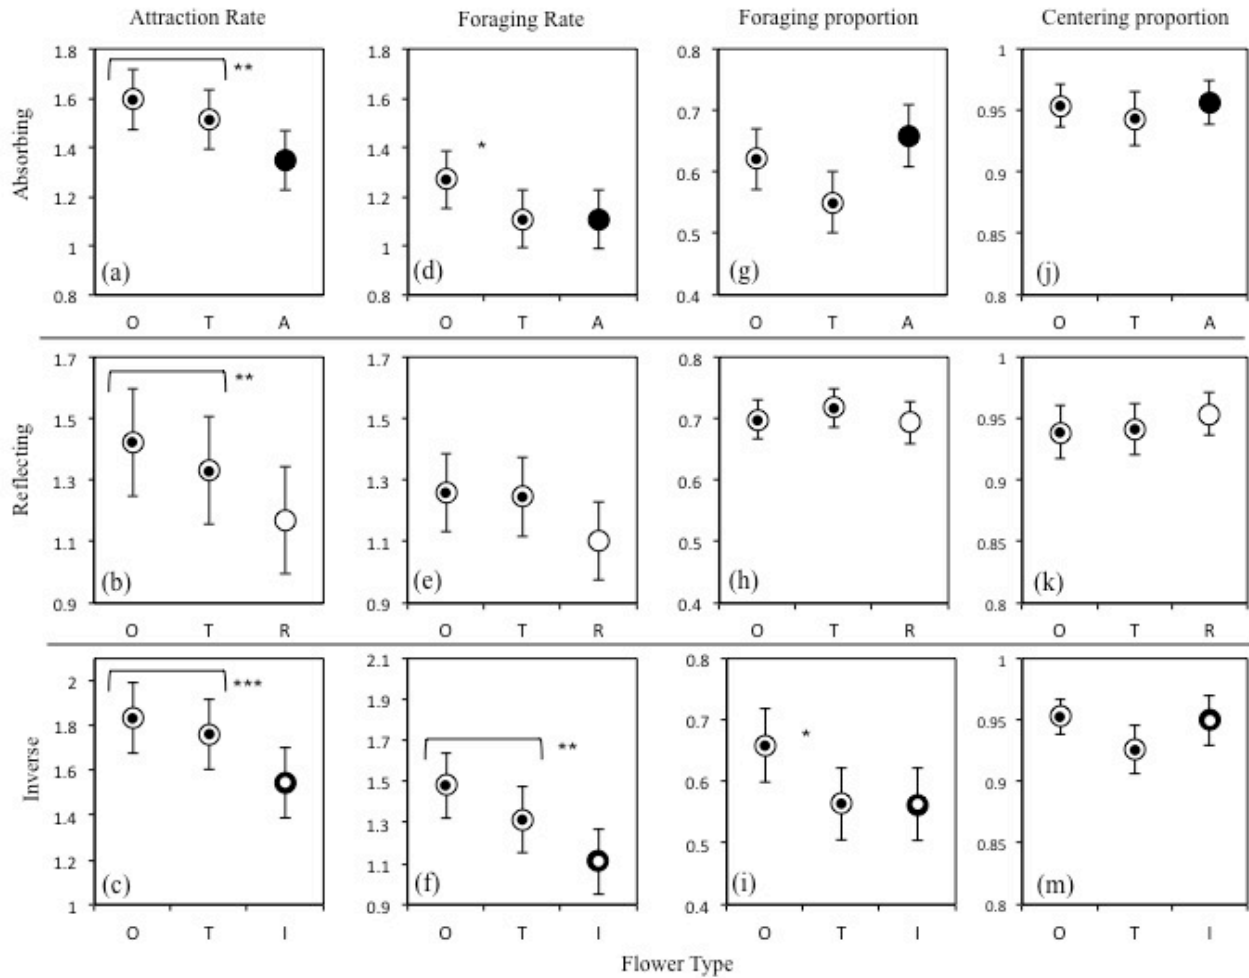 Attraction Rate Foraging Rate Foraging proportion Centering proportion
Absorbing
1.8
1.6
1.4
1.2
1
0.8
**
(a)
O T A
1.8
1.6
1.4
1.2
1
0.8
*
(d)
O T A
0.8
0.7
0.6
0.5
0.4
(g)
O T A
1
0.95
0.9
0.85
0.8
(j)
O T A
Reflecting
1.7
1.5
1.3
1.1
0.9
**
(b)
O T R
1.7
1.5
1.3
1.1
0.9
(e)
O T R
0.8
0.7
0.6
0.5
0.4
(h)
O T R
1
0.95
0.9
0.85
0.8
(k)
O T R
Inverse
2
1.8
1.6
1.4
1.2
1
***
(c)
O T I
2.1
1.9
1.7
1.5
1.3
1.1
0.9
**
(f)
O T I
0.8
0.7
0.6
0.5
0.4
*
(i)
O T I
1
0.95
0.9
0.85
0.8
(m)
O T I
Flower Type